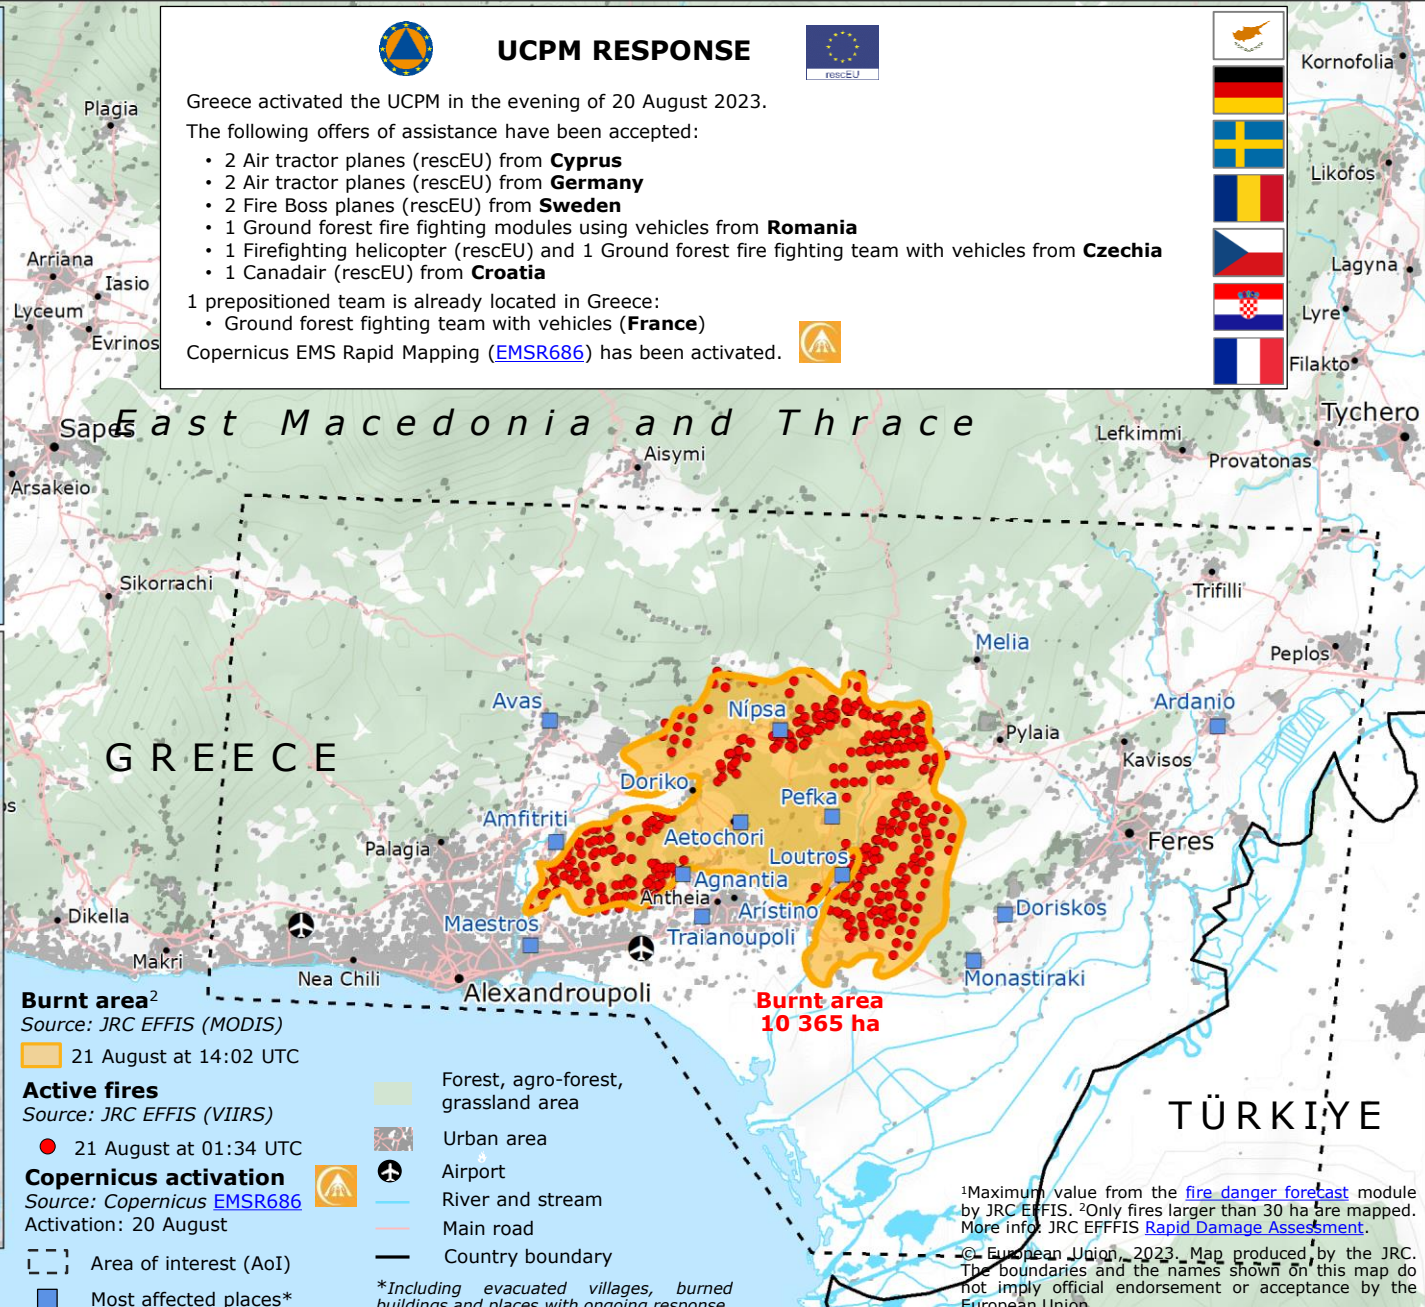 UCPM RESPONSE
rescEU
Greece activated the UCPM in the evening of 20 August 2023.
The following offers of assistance have been accepted:
• 2 Air tractor planes (rescEU) from Cyprus
• 2 Air tractor planes (rescEU) from Germany
• 2 Fire Boss planes (rescEU) from Sweden
• 1 Ground forest fire fighting modules using vehicles from Romania
• 1 Firefighting helicopter (rescEU) and 1 Ground forest fire fighting team with vehicles from Czechia
• 1 Canadair (rescEU) from Croatia
1 prepositioned team is already located in Greece:
• Ground forest fighting team with vehicles (France)
Copernicus EMS Rapid Mapping (EMSR686) has been activated.
Kornofolia
Plagia
Likofos
Arriana
Iasio
Lagyna
Lyceum
Lyre
Evrinos
Filakto
Tychero
Sapes
East Macedonia and Thrace
Lefkimmi
Aisymi
Provatonas
Arsakeio
Sikorrachi
Trifilli
Melia
Peplos
Avas
Nípsa
Ardanio
Pylaia
GREECE
Kavisos
Doriko
Pefka
Amfitriti
Aetochori
Palagia
Feres
Loutros
Agnantia
Antheia
Dikella
Maestros
Arístino
Doriskos
Traianoupoli
Makri
Nea Chili
Monastiraki
Alexandroupoli
Burnt area
10 365 ha
TÜRKIYE
Burnt area2
Source: JRC EFFIS (MODIS)
21 August at 14:02 UTC
Active fires
Source: JRC EFFIS (VIIRS)
21 August at 01:34 UTC
Copernicus activation
Source: Copernicus EMSR686
Activation: 20 August
Area of interest (AoI)
Most affected places*
Forest, agro-forest,
grassland area
Urban area
Airport
River and stream
Main road
Country boundary
*Including evacuated villages, burned
buildings and places with ongoing response
1Maximum value from the fire danger forecast module
by JRC EFFIS. 2Only fires larger than 30 ha are mapped.
More info: JRC EFFFIS Rapid Damage Assessment.
© European Union, 2023. Map produced by the JRC.
The boundaries and the names shown on this map do
not imply official endorsement or acceptance by the
European Union